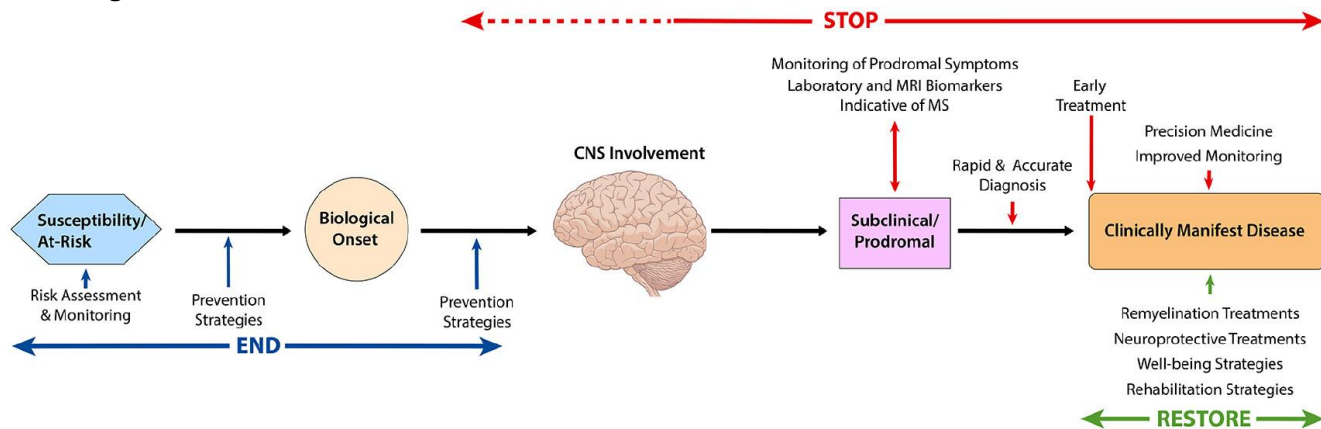 STOP
Monitoring of Prodromal Symptoms
Laboratory and MRI Biomarkers
Indicative of MS
Early
Treatment
Precision Medicine
Improved Monitoring
CNS Involvement
Rapid & Accurate
Diagnosis
Susceptibility/
At-Risk
Biological
Onset
Subclinical/
Prodromal
Clinically Manifest Disease
Risk Assessment
& Monitoring
Prevention
Strategies
Prevention
Strategies
END
Remyelination Treatments
Neuroprotective Treatments
Well-being Strategies
Rehabilitation Strategies
RESTORE